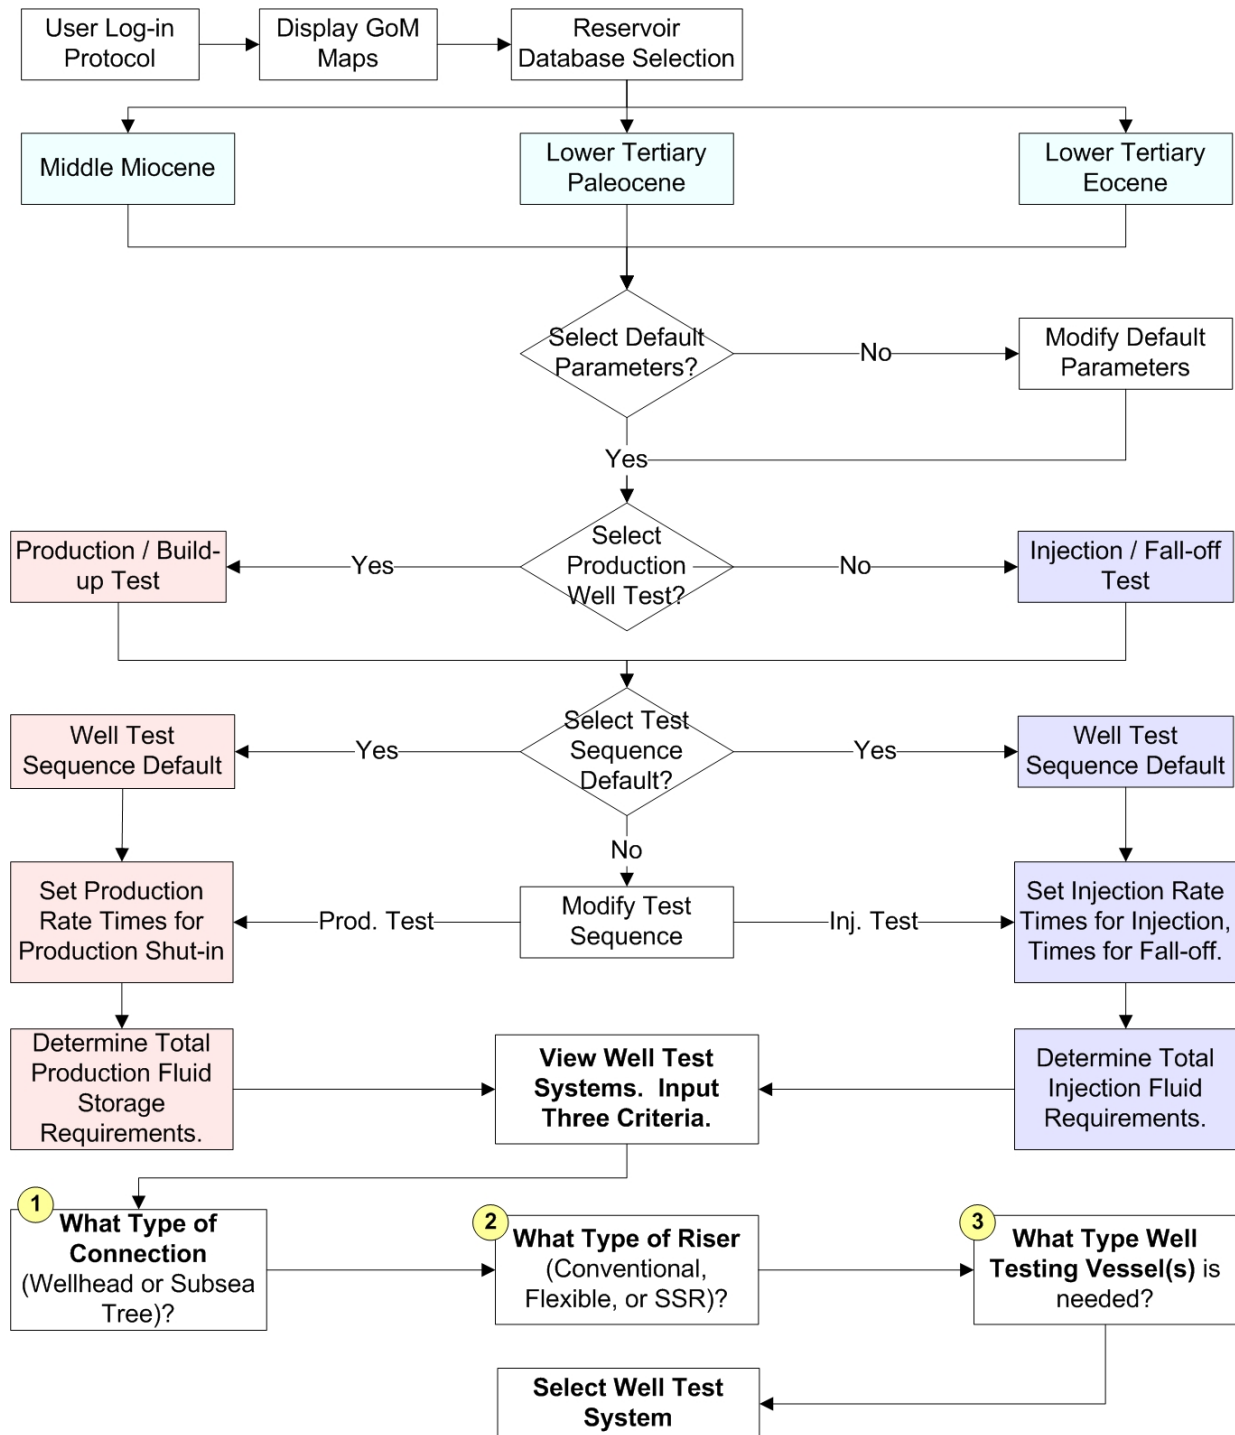 User Log-in
Protocol
Display GoM
Maps
Reservoir
Database Selection
Middle Miocene
Lower Tertiary
Paleocene
Lower Tertiary
Eocene
Select Default
Parameters?
No
Modify Default
Parameters
Yes
Production / Build-
up Test
Yes
Select
Production
Well Test?
No
Injection / Fall-off
Test
Well Test
Sequence Default
Yes
Select Test
Sequence
Default?
Yes
Well Test
Sequence Default
No
Set Production
Rate Times for
Production Shut-in
Prod. Test
Modify Test
Sequence
Inj. Test
Set Injection Rate
Times for Injection,
Times for Fall-off.
Determine Total
Production Fluid
Storage
Requirements.
View Well Test
Systems. Input
Three Criteria.
Determine Total
Injection Fluid
Requirements.
1
What Type of
Connection
(Wellhead or Subsea
Tree)?
2
What Type of Riser
(Conventional,
Flexible, or SSR)?
3
What Type Well
Testing Vessel(s) is
needed?
Select Well Test
System